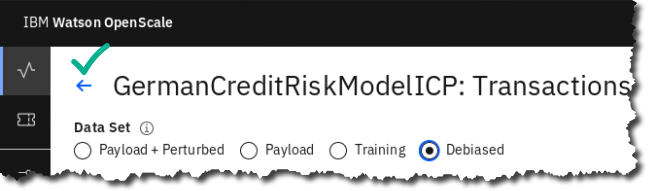 IBM Watson OpenScale
GermanCreditRiskModelICP: Transactions
Data Set
Payload + Perturbed Payload Training Debiased